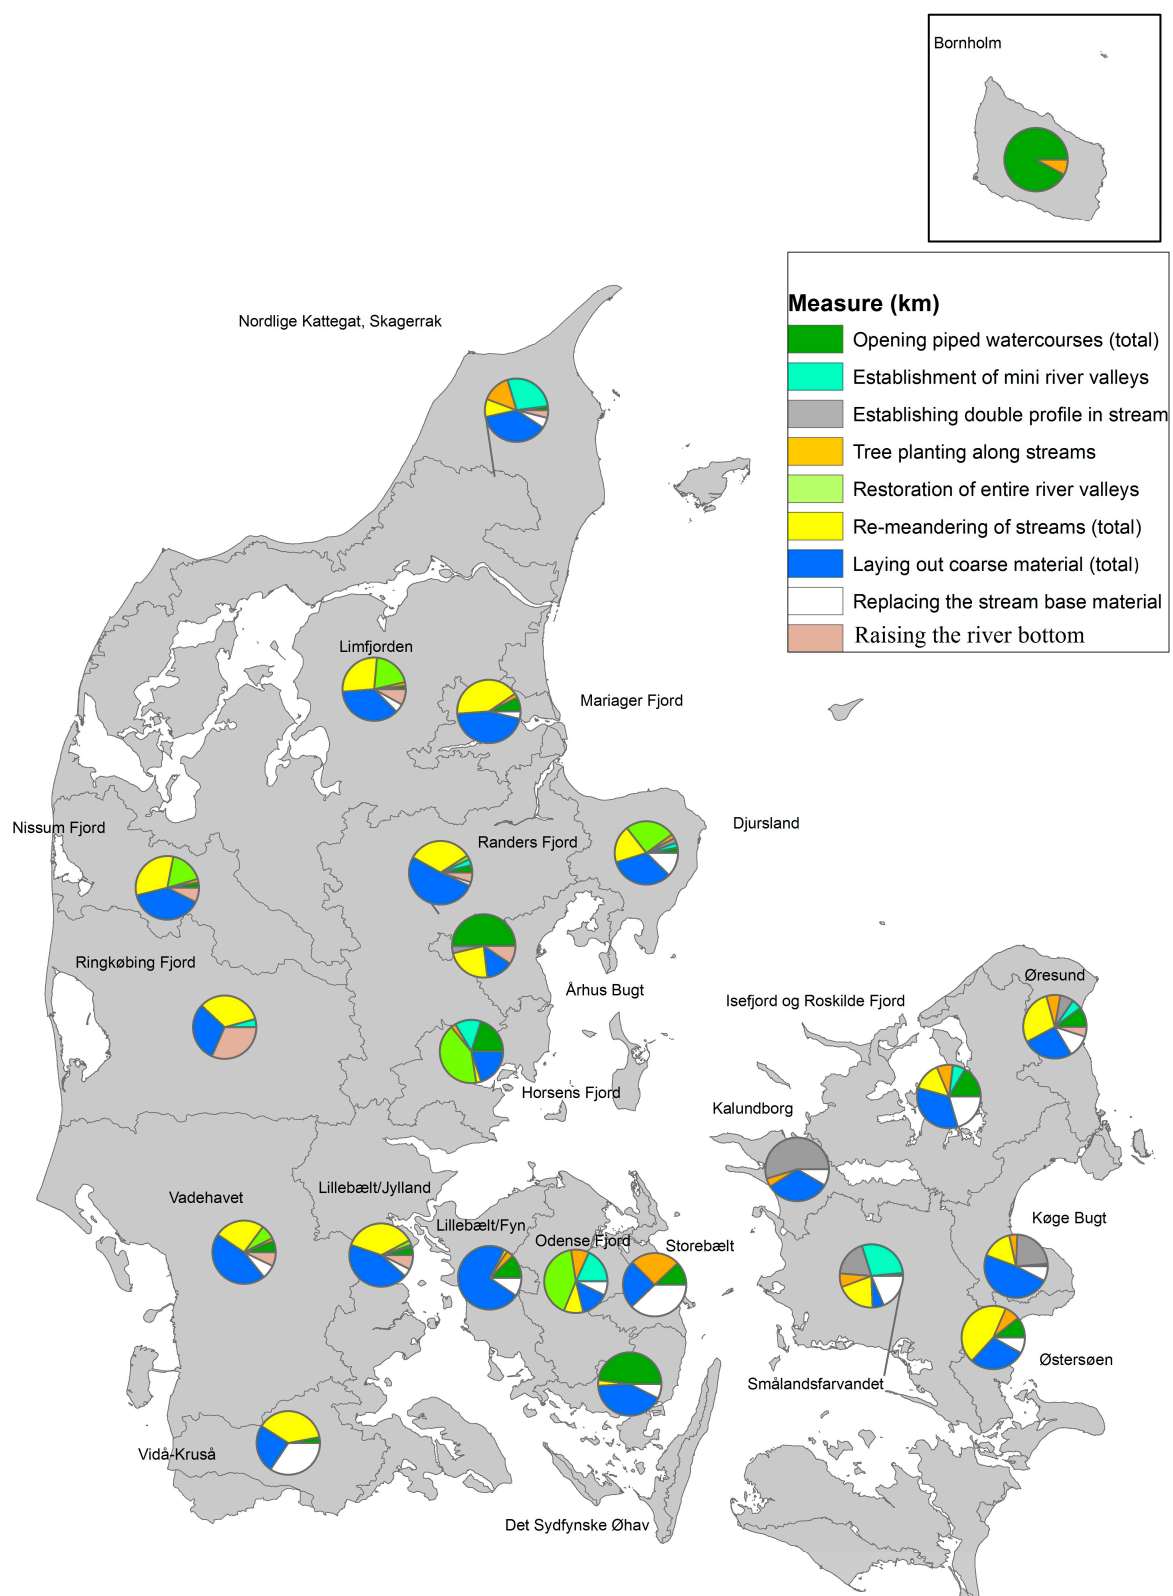 Bornholm
Measure (km)
Opening piped watercourses (total)
Establishment of mini river valleys
Establishing double profile in stream
Tree planting along streams
Restoration of entire river valleys
Re-meandering of streams (total)
Laying out coarse material (total)
Replacing the stream base material
Raising the river bottom
Nordlige Kattegat, Skagerrak
Limfjorden
Mariager Fjord
Nissum Fjord
Randers Fjord
Djursland
Ringkøbing Fjord
Århus Bugt
Øresund
Isefjord og Roskilde Fjord
Horsens Fjord
Kalundborg
Vadehavet
Lillebælt/Jylland
Lillebælt/Fyn
Odense Fjord
Storebælt
Køge Bugt
Østersøen
Smålandsfarvandet
Vidå-Kruså
Det Sydfynske Øhav